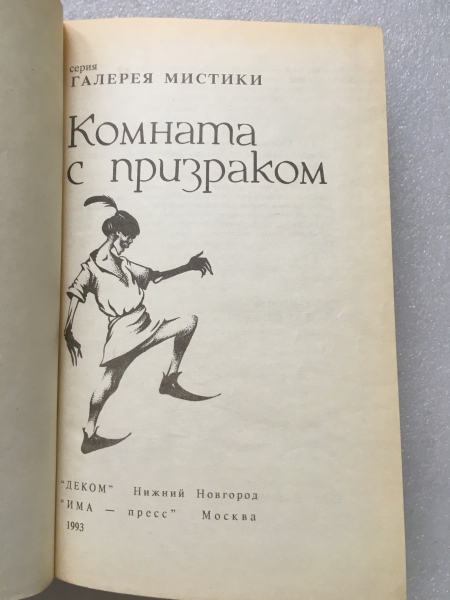 серия
ГАЛЕРЕЯ МИСТИКИ
Комната
с призраком
"ДЕКОМ" Нижний Новгород
"ИМА — пресс" Москва
1993